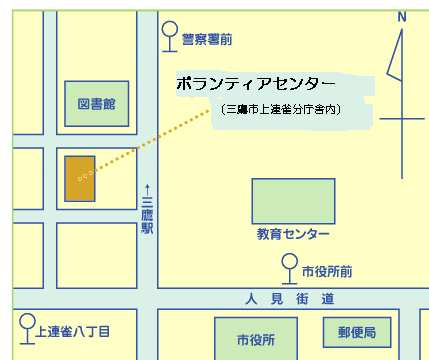 N
警察署前
ボランティアセンター
(三鷹市上連雀分庁舎内)
図書館
↑三鷹駅
教育センター
市役所前
人見街道
上連雀八丁目
市役所
郵便局